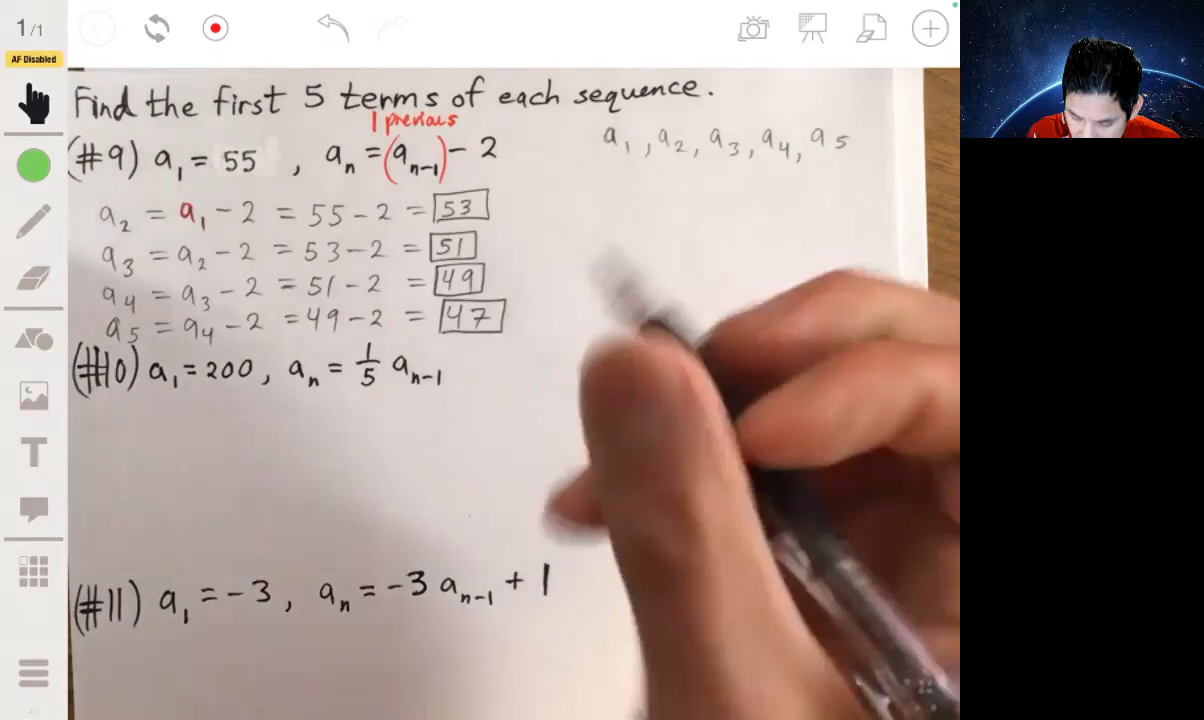 1/1
AF Disabled
Find the first 5 terms of each sequence.
1 previous
a₁, a₂, a₃, a₄, a₅
(#9) a₁ = 55, aₙ = (aₙ₋₁) - 2
a₂ = a₁ - 2 = 55 - 2 = 53
a₃ = a₂ - 2 = 53 - 2 = 51
a₄ = a₃ - 2 = 51 - 2 = 49
a₅ = a₄ - 2 = 49 - 2 = 47
(#10) a₁ = 200, aₙ = 1/5 aₙ₋₁
(#11) a₁ = -3, aₙ = -3 aₙ₋₁ + 1
T